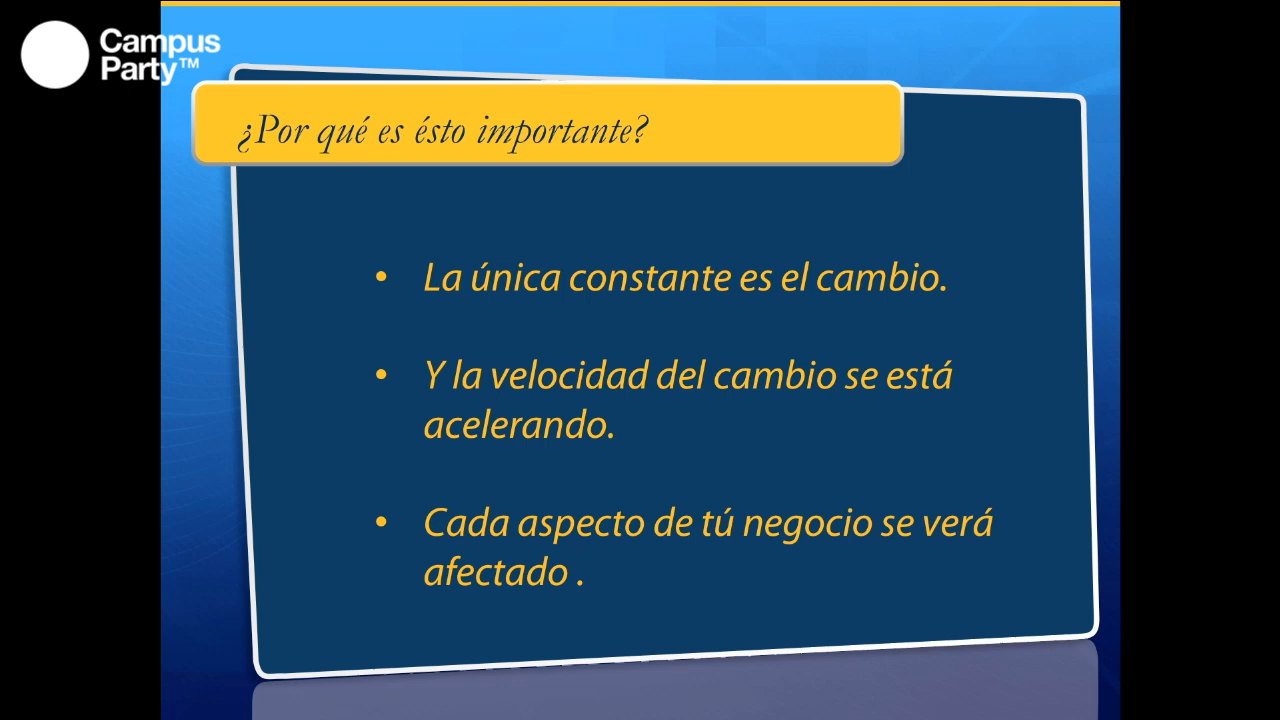 Campus
Party™
¿Por qué es ésto importante?
• La única constante es el cambio.
• Y la velocidad del cambio se está
acelerando.
• Cada aspecto de tú negocio se verá
afectado .